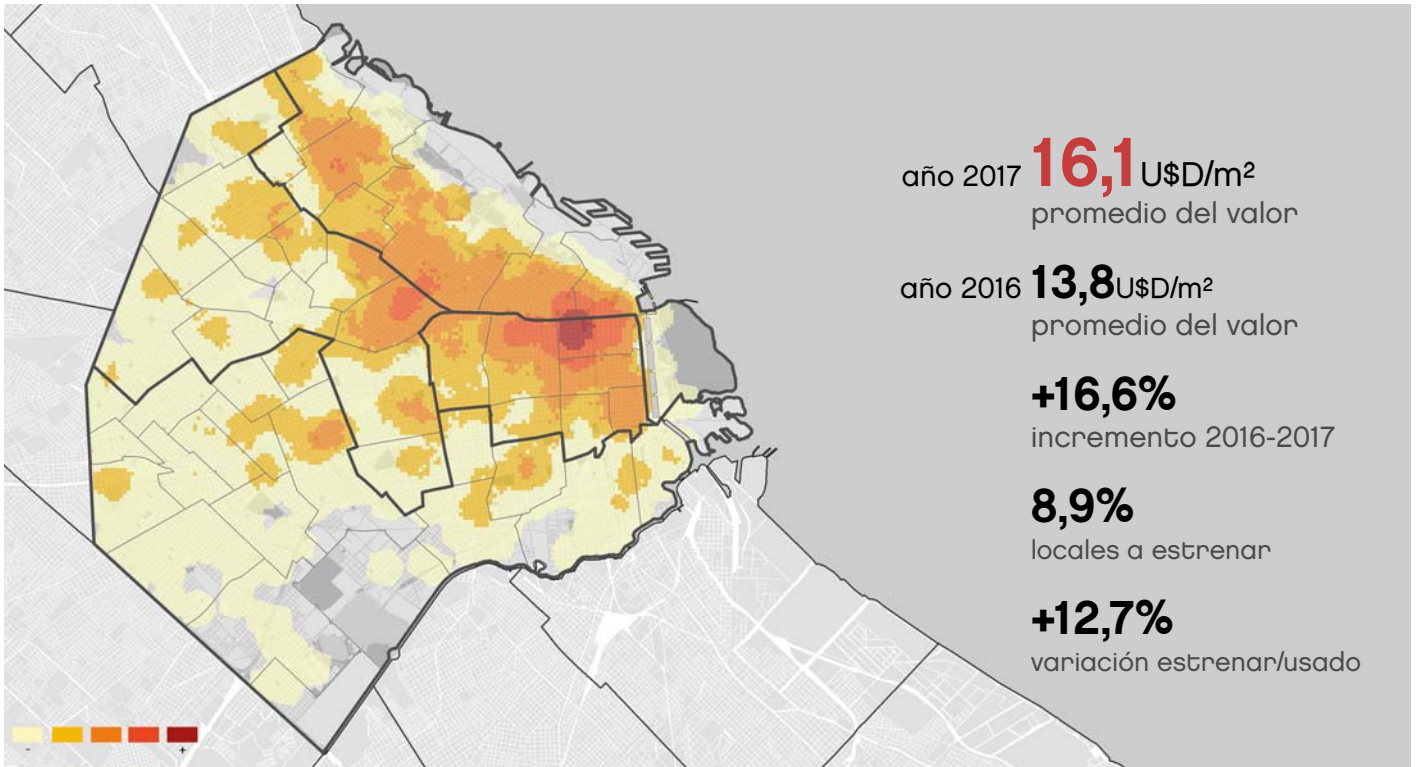 año 2017 16,1 U$D/m²
promedio del valor
año 2016 13,8 U$D/m²
promedio del valor
+16,6%
incremento 2016-2017
8,9%
locales a estrenar
+12,7%
variación estrenar/usado
- +